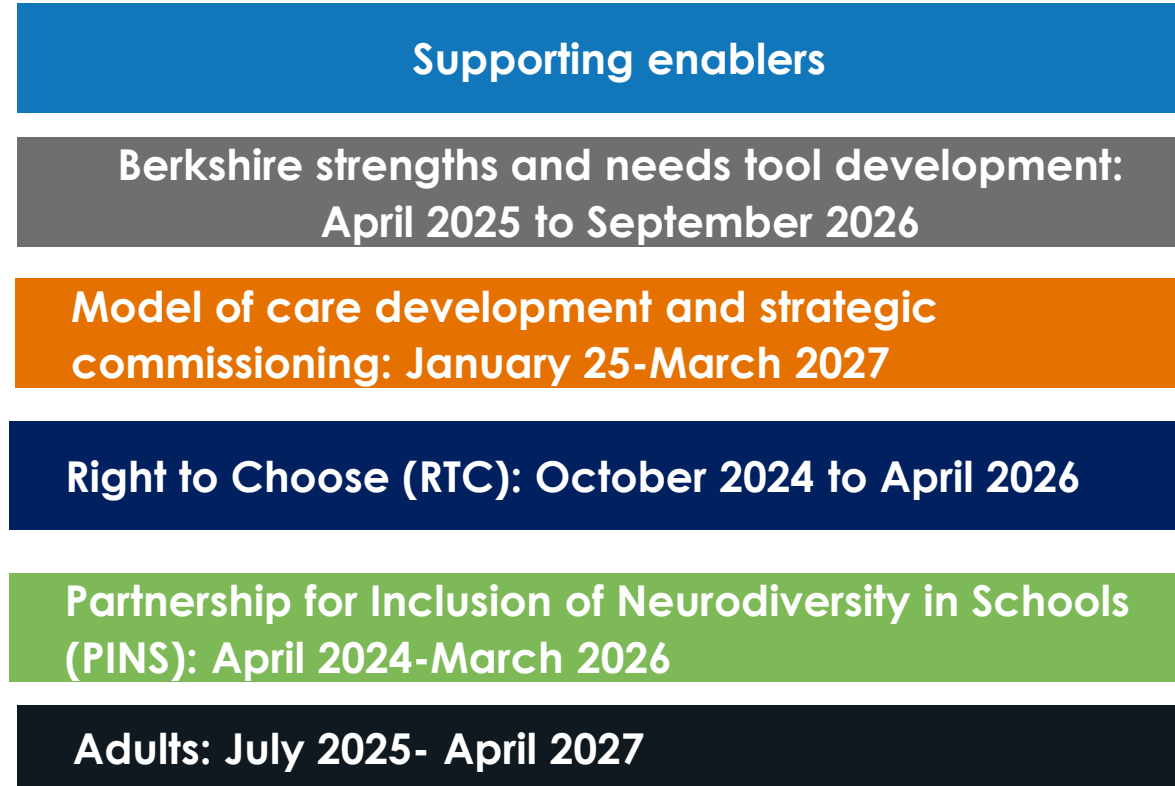 Supporting enablers
Berkshire strengths and needs tool development:
April 2025 to September 2026
Model of care development and strategic
commissioning: January 25-March 2027
Right to Choose (RTC): October 2024 to April 2026
Partnership for Inclusion of Neurodiversity in Schools
(PINS): April 2024-March 2026
Adults: July 2025- April 2027